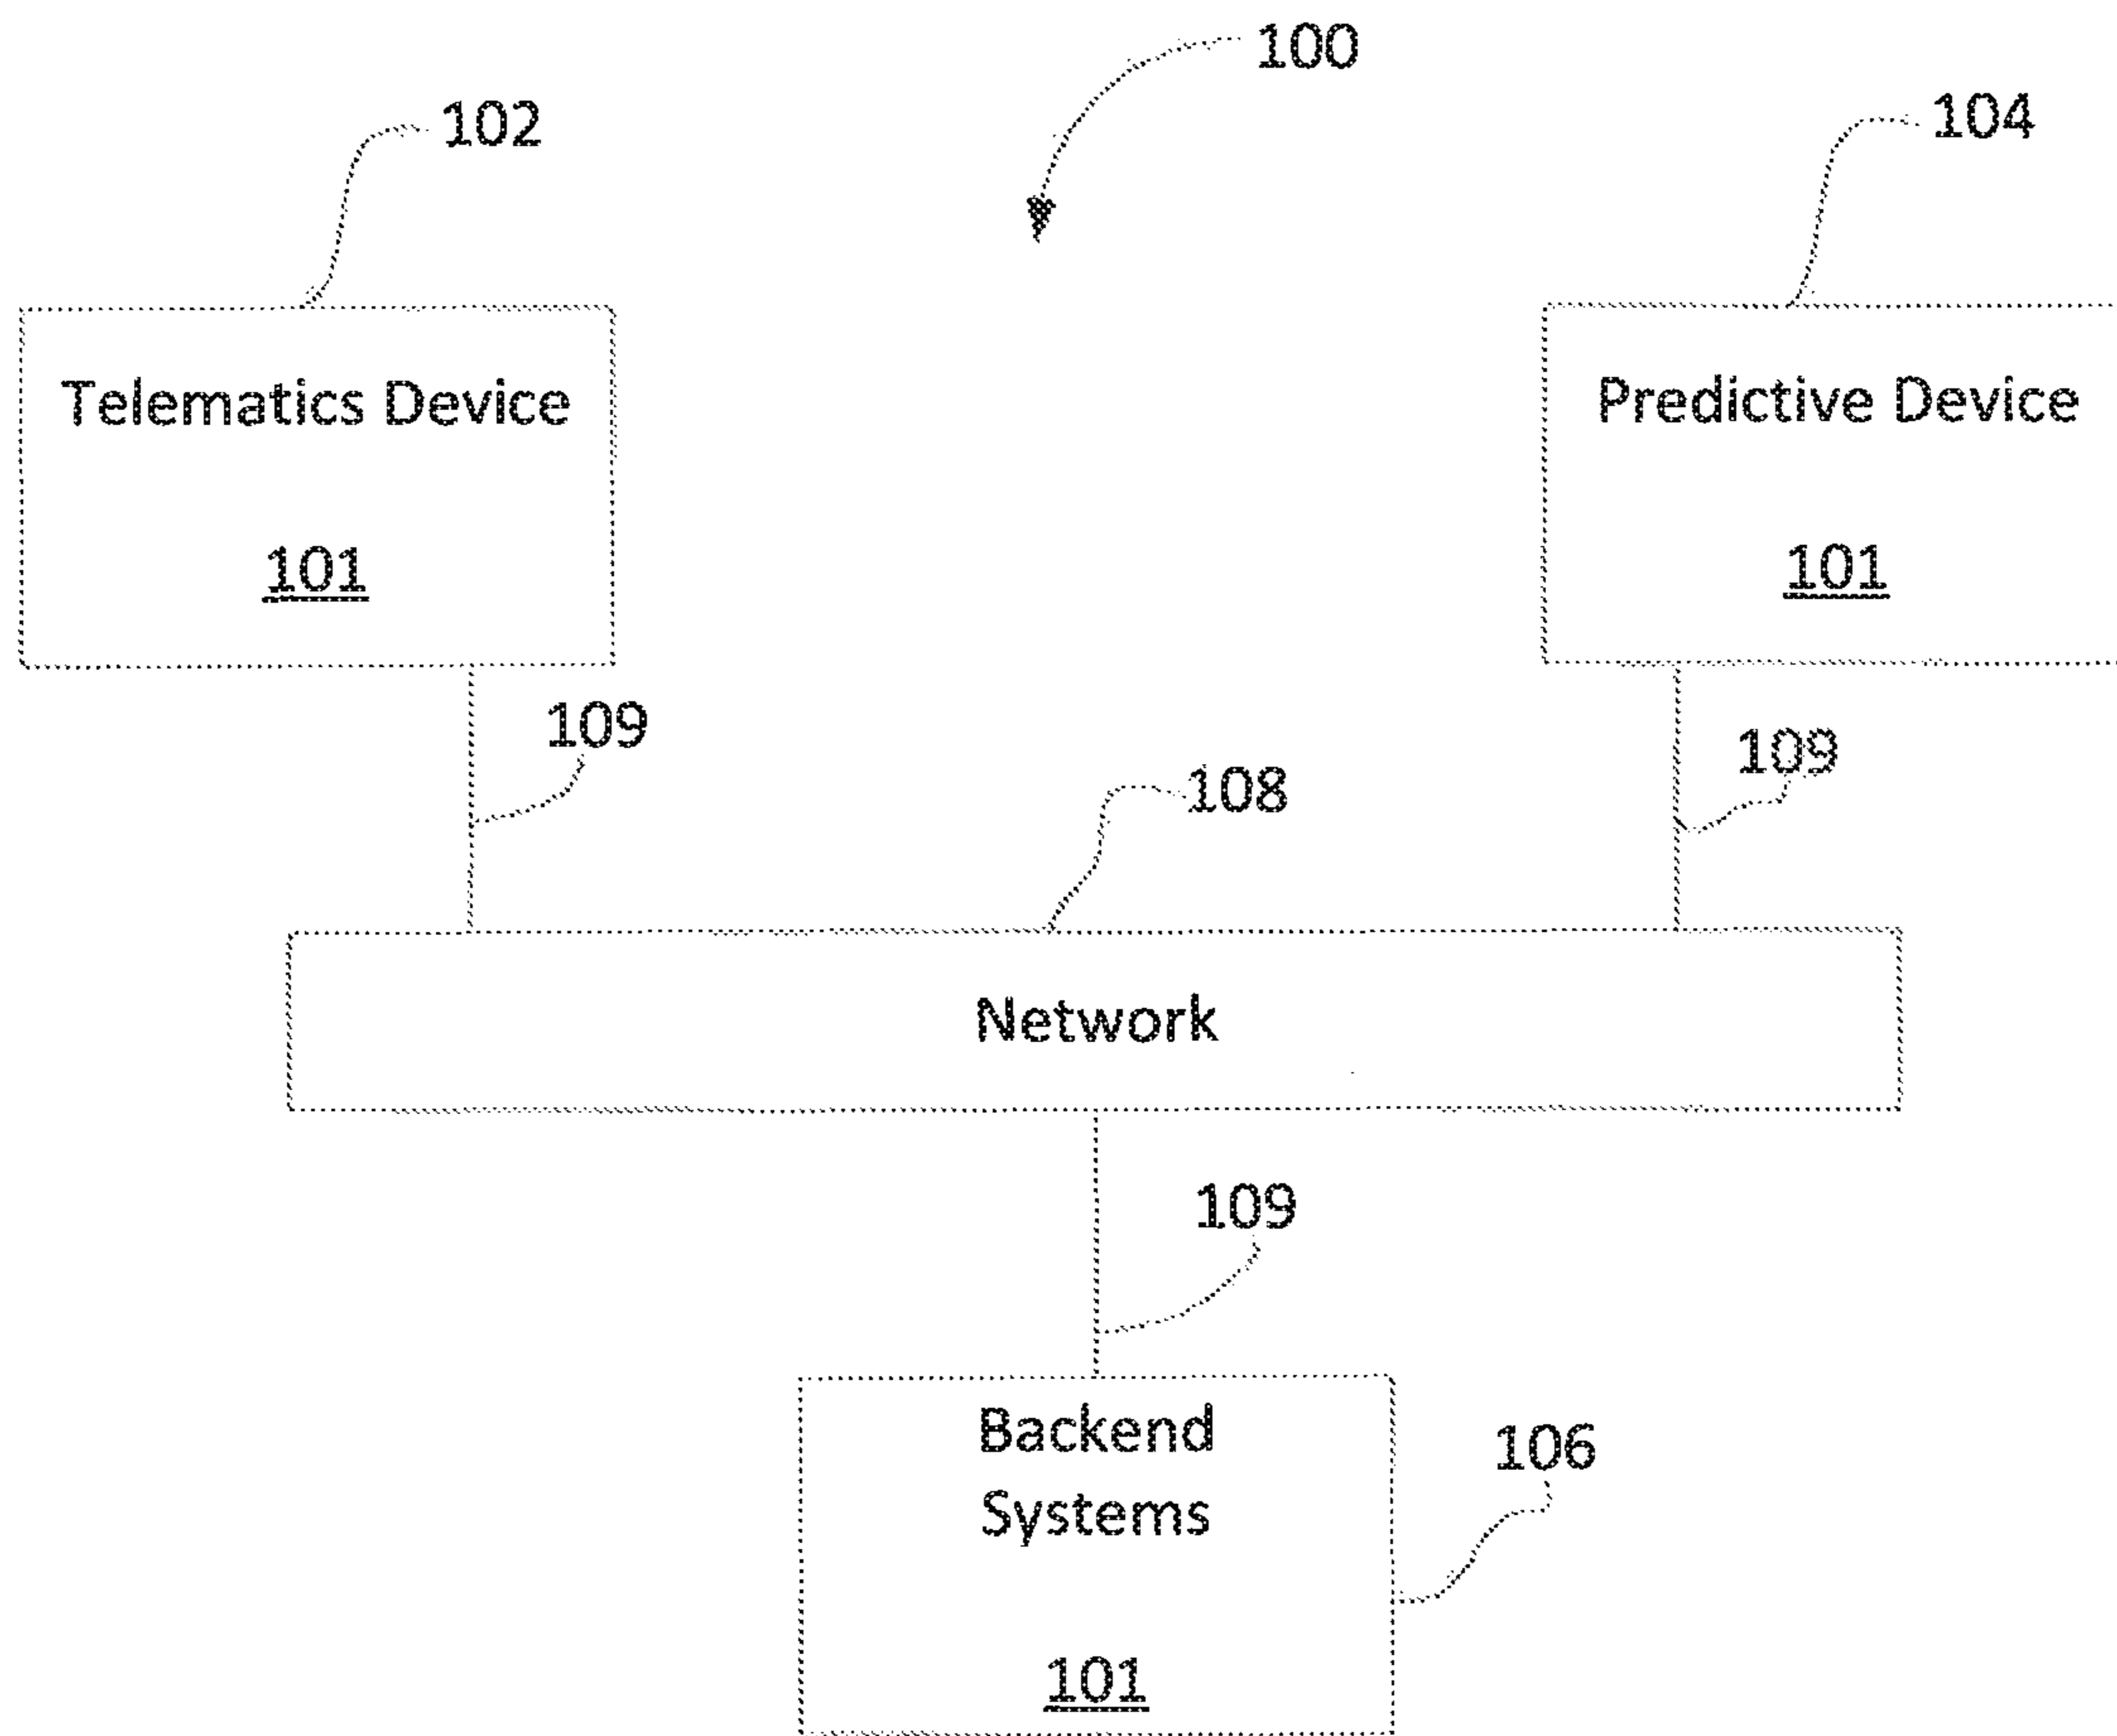 100
102
104
Telematics Device
101
Predictive Device
101
109
109
108
Network
109
Backend
Systems
101
106